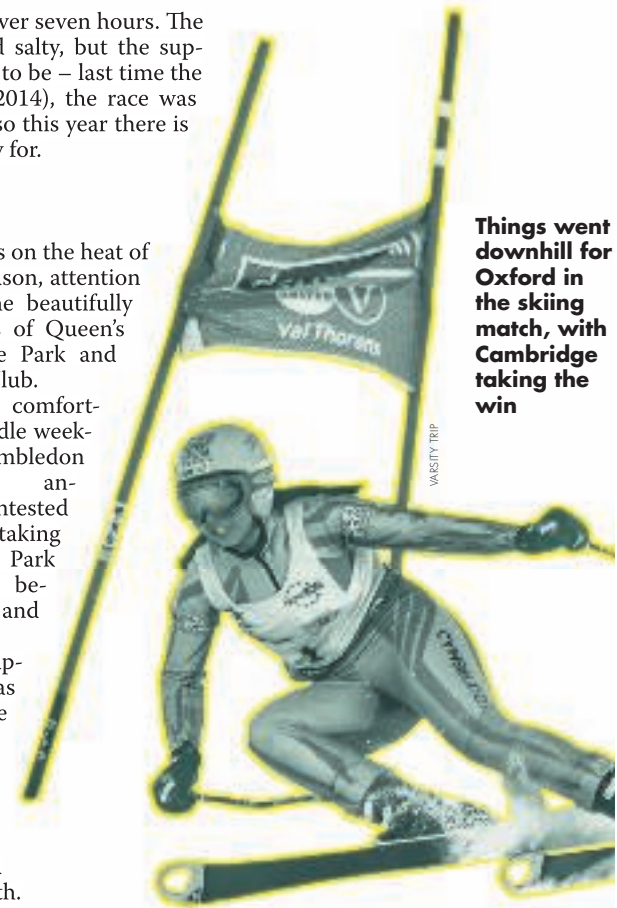 ver seven hours. The
d salty, but the sup-
to be – last time the
2014), the race was
so this year there is
y for.
s on the heat of
ason, attention
ne beautifully
s of Queen's
e Park and
lub.
comfort-
dle week-
mbledon
an-
ntested
taking
Park
be-
and
up-
as
e
th.
Val Thorens
Things went
downhill for
Oxford in
the skiing
match, with
Cambridge
taking the
win
VARSITY TRIP